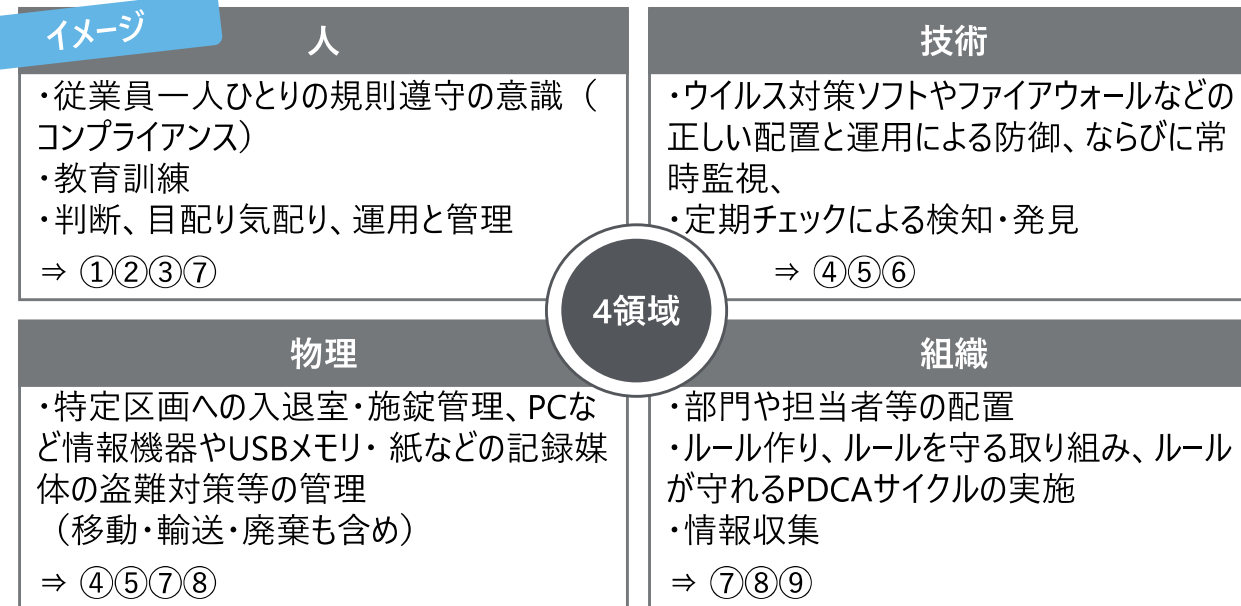 イメージ
人
・従業員一人ひとりの規則遵守の意識（
コンプライアンス）
・教育訓練
・判断、目配り気配り、運用と管理
⇒ ①②③⑦
技術
・ウイルス対策ソフトやファイアウォールなどの
正しい配置と運用による防御、ならびに常
時監視、
・定期チェックによる検知・発見
⇒ ④⑤⑥
4領域
物理
・特定区画への入退室・施錠管理、PCな
ど情報機器やUSBメモリ・ 紙などの記録媒
体の盗難対策等の管理
（移動・輸送・廃棄も含め）
⇒ ④⑤⑦⑧
組織
・部門や担当者等の配置
・ルール作り、ルールを守る取り組み、ルール
が守れるPDCAサイクルの実施
・情報収集
⇒ ⑦⑧⑨